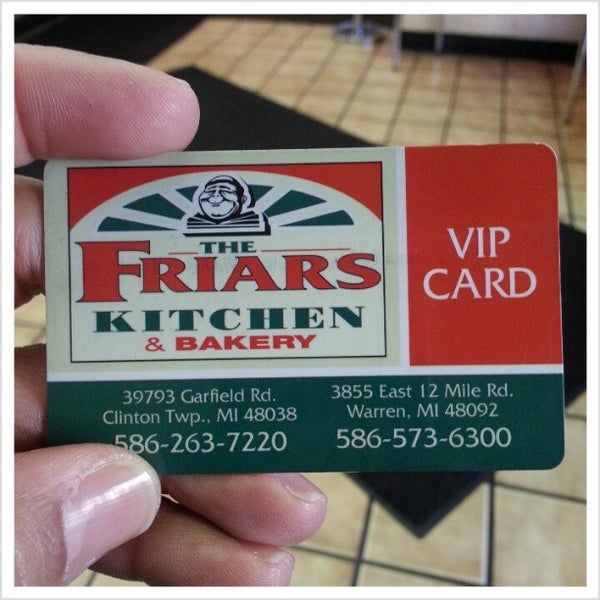 THE
FRIARS
KITCHEN
& BAKERY
VIP
CARD
39793 Garfield Rd.
Clinton Twp., MI 48038
586-263-7220
3855 East 12 Mile Rd.
Warren, MI 48092
586-573-6300